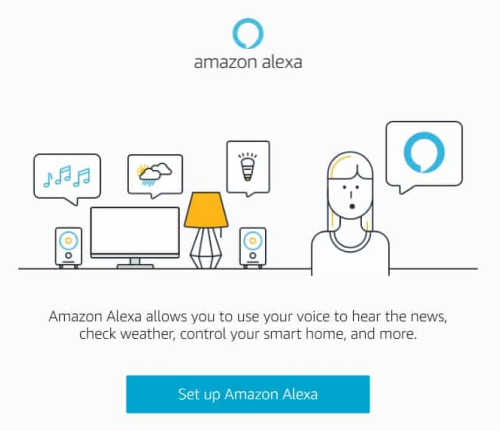 amazon alexa
Amazon Alexa allows you to use your voice to hear the news,
check weather, control your smart home, and more.
Set up Amazon Alexa